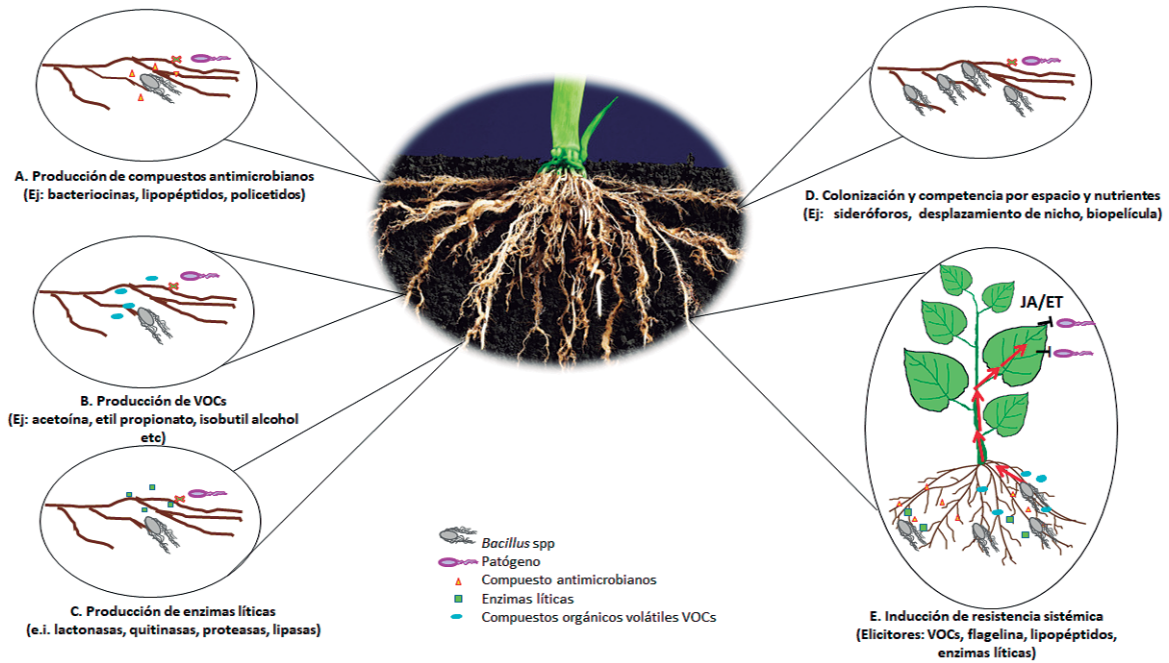 A. Producción de compuestos antimicrobianos
(Ej: bacteriocinas, lipopéptidos, policetidos)
B. Producción de VOCs
(Ej: acetoína, etil propionato, isobutil alcohol
etc)
C. Producción de enzimas líticas
(e.i. lactonasas, quitinasas, proteasas, lipasas)
D. Colonización y competencia por espacio y nutrientes
(Ej: sideróforos, desplazamiento de nicho, biopelícula)
JA/ET
E. Inducción de resistencia sistémica
(Elicitores: VOCs, flagelina, lipopéptidos,
enzimas líticas)
Bacillus spp
Patógeno
Compuesto antimicrobianos
Enzimas líticas
Compuestos orgánicos volátiles VOCs